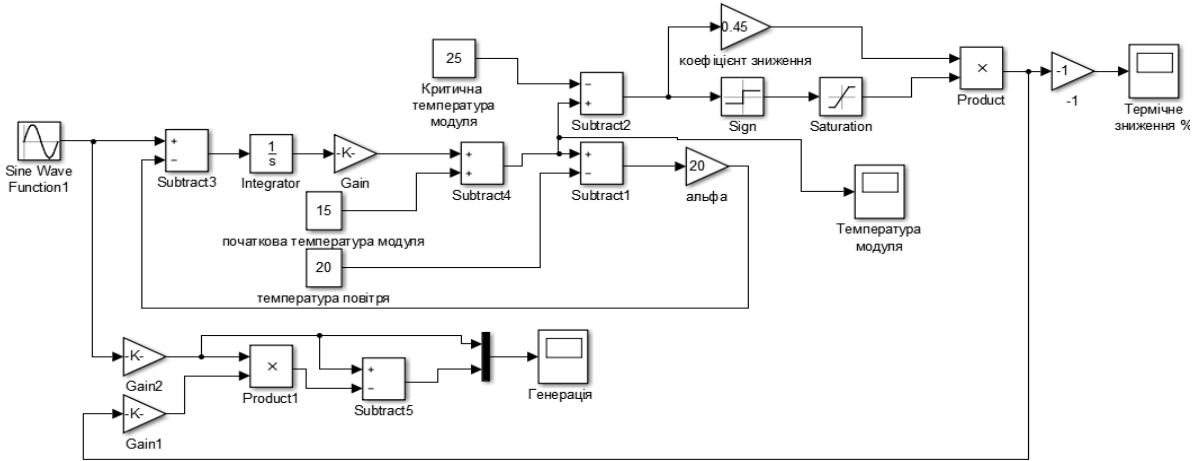 0.45
коефіцієнт зниження
25
Критична
температура
модуля
−
+
Subtract2
Sign
Saturation
×
Product
-1
-1
Термічне
зниження %
Sine Wave
Function1
+
−
Subtract3
1
s
Integrator
-K-
Gain
+
+
Subtract4
+
−
Subtract1
20
альфа
Температура
модуля
15
початкова температура модуля
20
температура повітря
-K-
Gain2
×
Product1
+
−
Subtract5
Генерація
-K-
Gain1